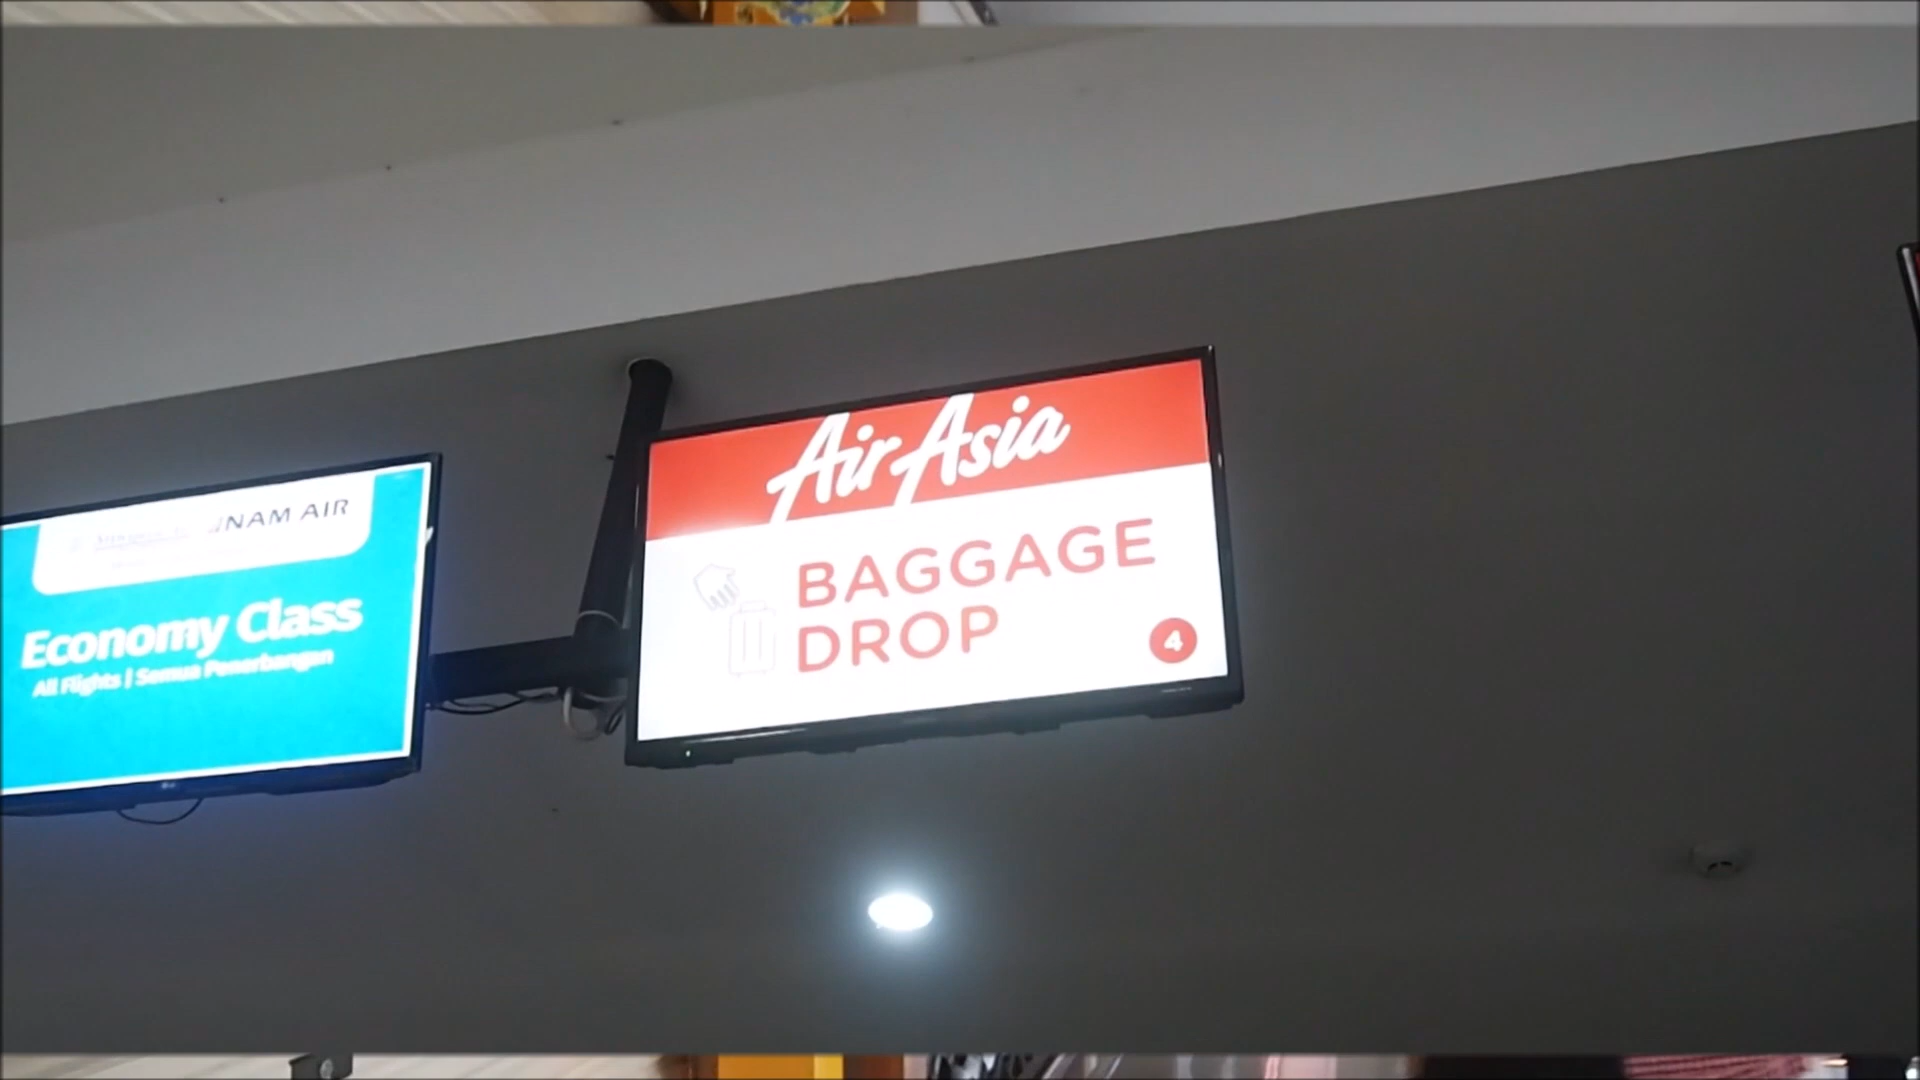 NAM AIR
Economy Class
All Flights | Semua Penerbangan
AirAsia
BAGGAGE
DROP
4